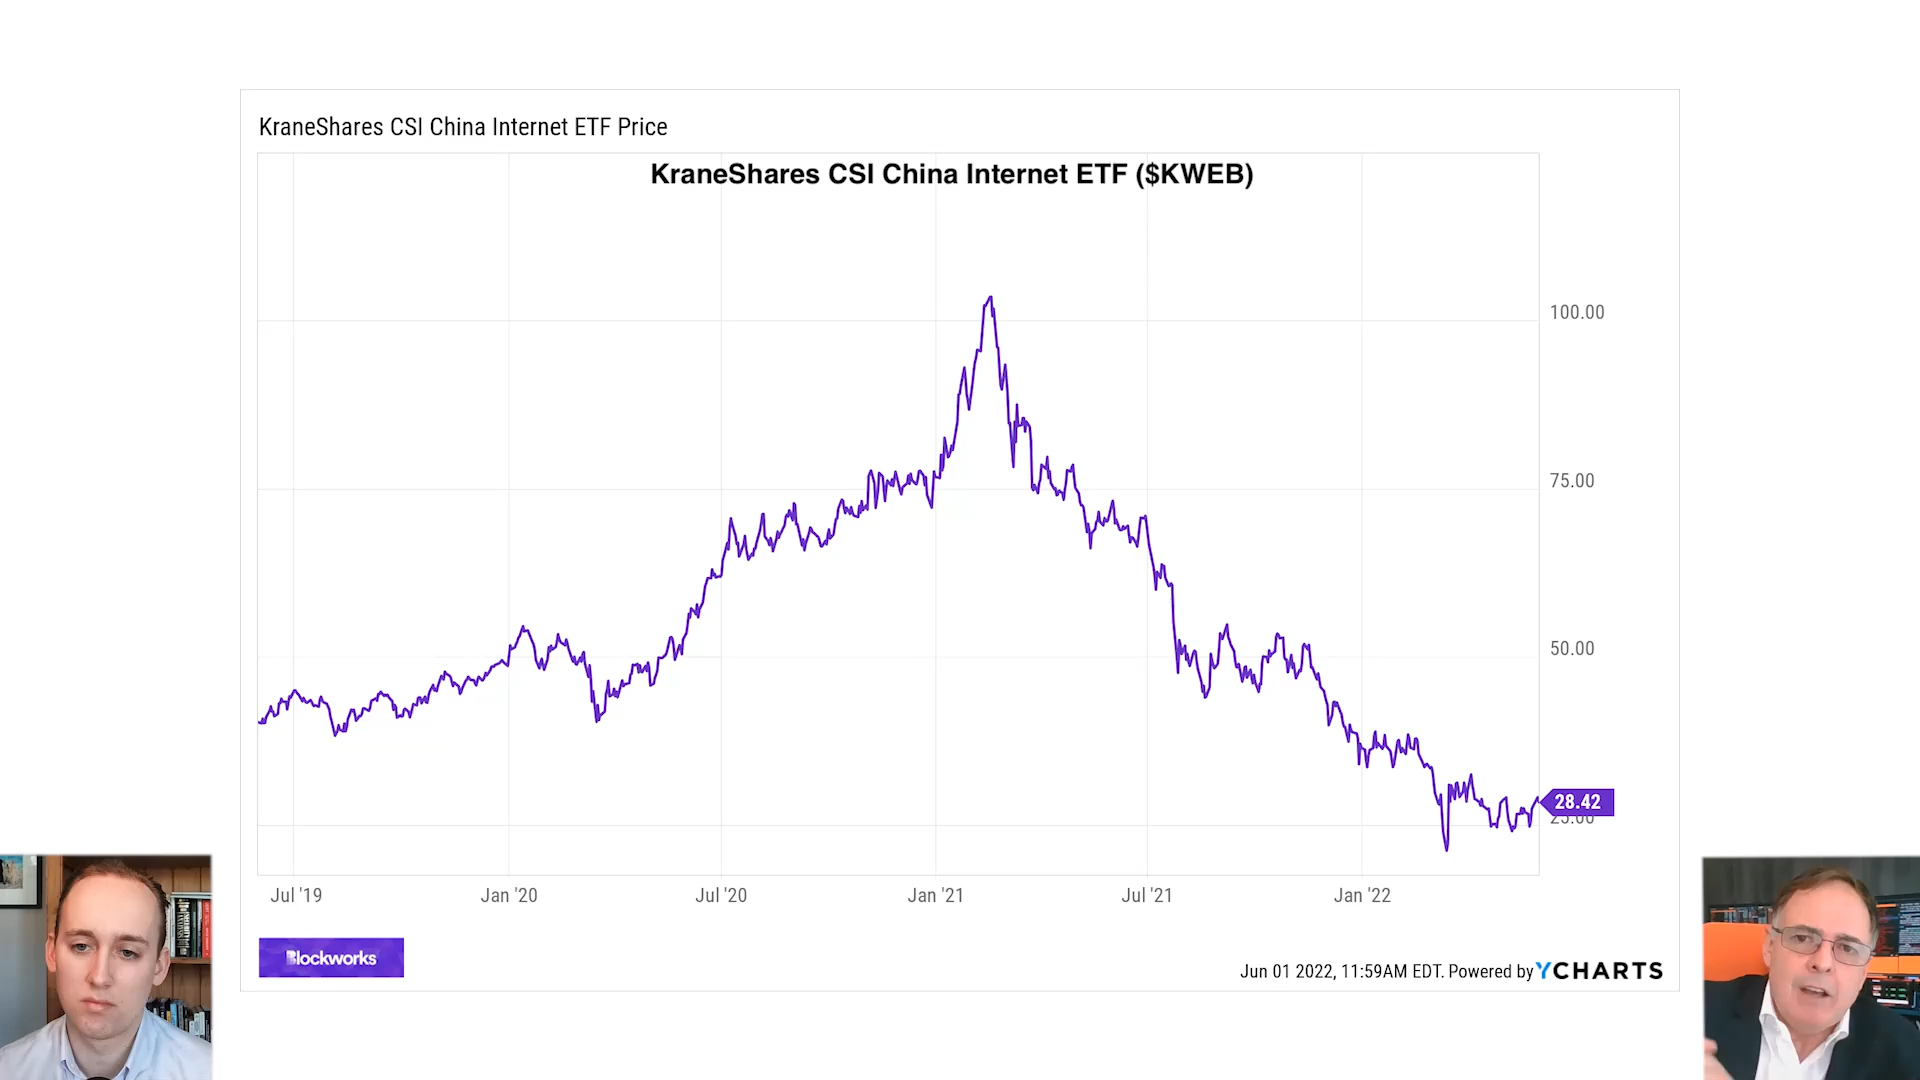 KraneShares CSI China Internet ETF Price
KraneShares CSI China Internet ETF ($KWEB)
100.00
75.00
50.00
28.42
25.00
Jul '19
Jan '20
Jul '20
Jan '21
Jul '21
Jan '22
Blockworks
Jun 01 2022, 11:59AM EDT. Powered by YCHARTS